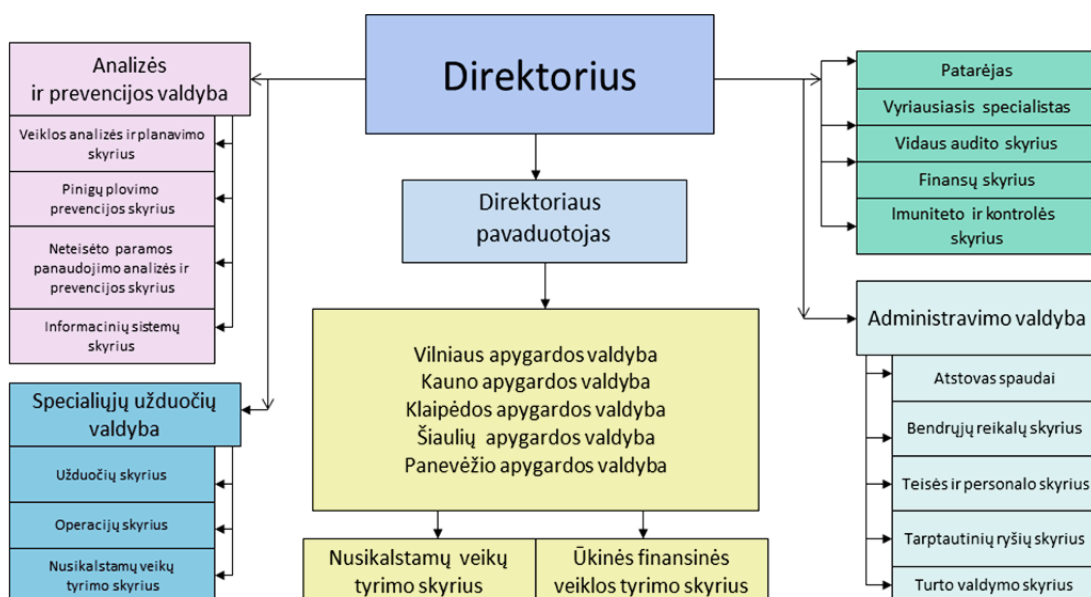 Direktorius
Analizės
ir prevencijos valdyba
Veiklos analizės ir planavimo
skyrius
Pinigų plovimo
prevencijos skyrius
Neteisėto paramos
panaudojimo analizės ir
prevencijos skyrius
Informacinių sistemų
skyrius
Specialiųjų užduočių
valdyba
Užduočių skyrius
Operacijų skyrius
Nusikalstamų veikų
tyrimo skyrius
Direktoriaus
pavaduotojas
Vilniaus apygardos valdyba
Kauno apygardos valdyba
Klaipėdos apygardos valdyba
Šiaulių apygardos valdyba
Panevėžio apygardos valdyba
Nusikalstamų veikų
tyrimo skyrius
Ūkinės finansinės
veiklos tyrimo skyrius
Patarėjas
Vyriausiasis specialistas
Vidaus audito skyrius
Finansų skyrius
Imuniteto ir kontrolės
skyrius
Administravimo valdyba
Atstovas spaudai
Bendrųjų reikalų skyrius
Teisės ir personalo skyrius
Tarptautinių ryšių skyrius
Turto valdymo skyrius